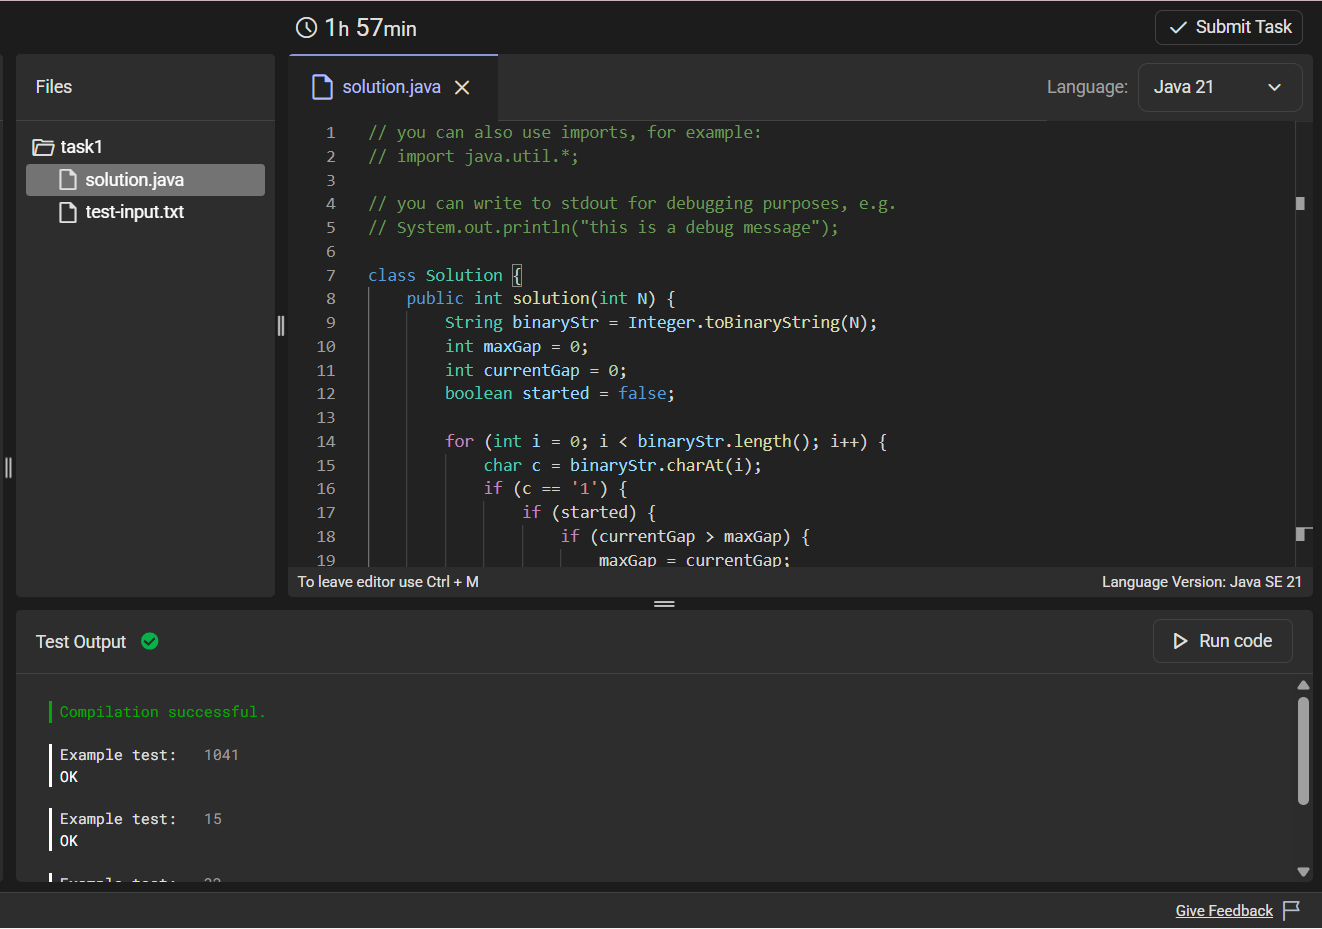 1h 57min
Submit Task
Files
solution.java
Language:
Java 21
task1
solution.java
test-input.txt
1 // you can also use imports, for example:
2 // import java.util.*;
3
4 // you can write to stdout for debugging purposes, e.g.
5 // System.out.println("this is a debug message");
6
7 class Solution {
8 public int solution(int N) {
9 String binaryStr = Integer.toBinaryString(N);
10 int maxGap = 0;
11 int currentGap = 0;
12 boolean started = false;
13
14 for (int i = 0; i < binaryStr.length(); i++) {
15 char c = binaryStr.charAt(i);
16 if (c == '1') {
17 if (started) {
18 if (currentGap > maxGap) {
19 maxGap = currentGap;
To leave editor use Ctrl + M
Language Version: Java SE 21
Test Output
Run code
Compilation successful.
Example test: 1041
OK
Example test: 15
OK
Example test:
Give Feedback